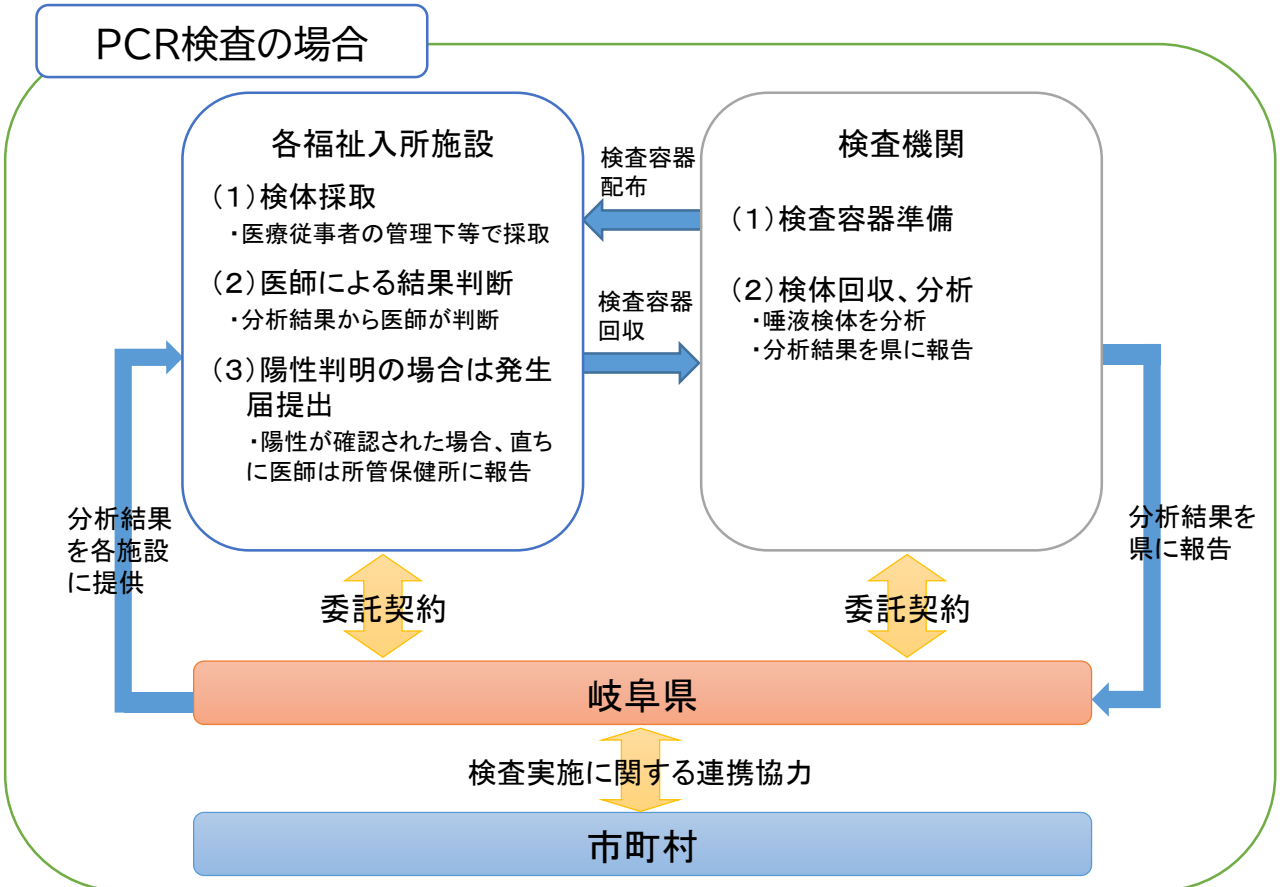 PCR検査の場合
各福祉入所施設
(1)検体採取
・医療従事者の管理下等で採取
(2)医師による結果判断
・分析結果から医師が判断
(3)陽性判明の場合は発生
届提出
・陽性が確認された場合、直ち
に医師は所管保健所に報告
検査容器
配布
検査容器
回収
検査機関
(1)検査容器準備
(2)検体回収、分析
・唾液検体を分析
・分析結果を県に報告
分析結果
を各施設
に提供
分析結果を
県に報告
委託契約
委託契約
岐阜県
検査実施に関する連携協力
市町村